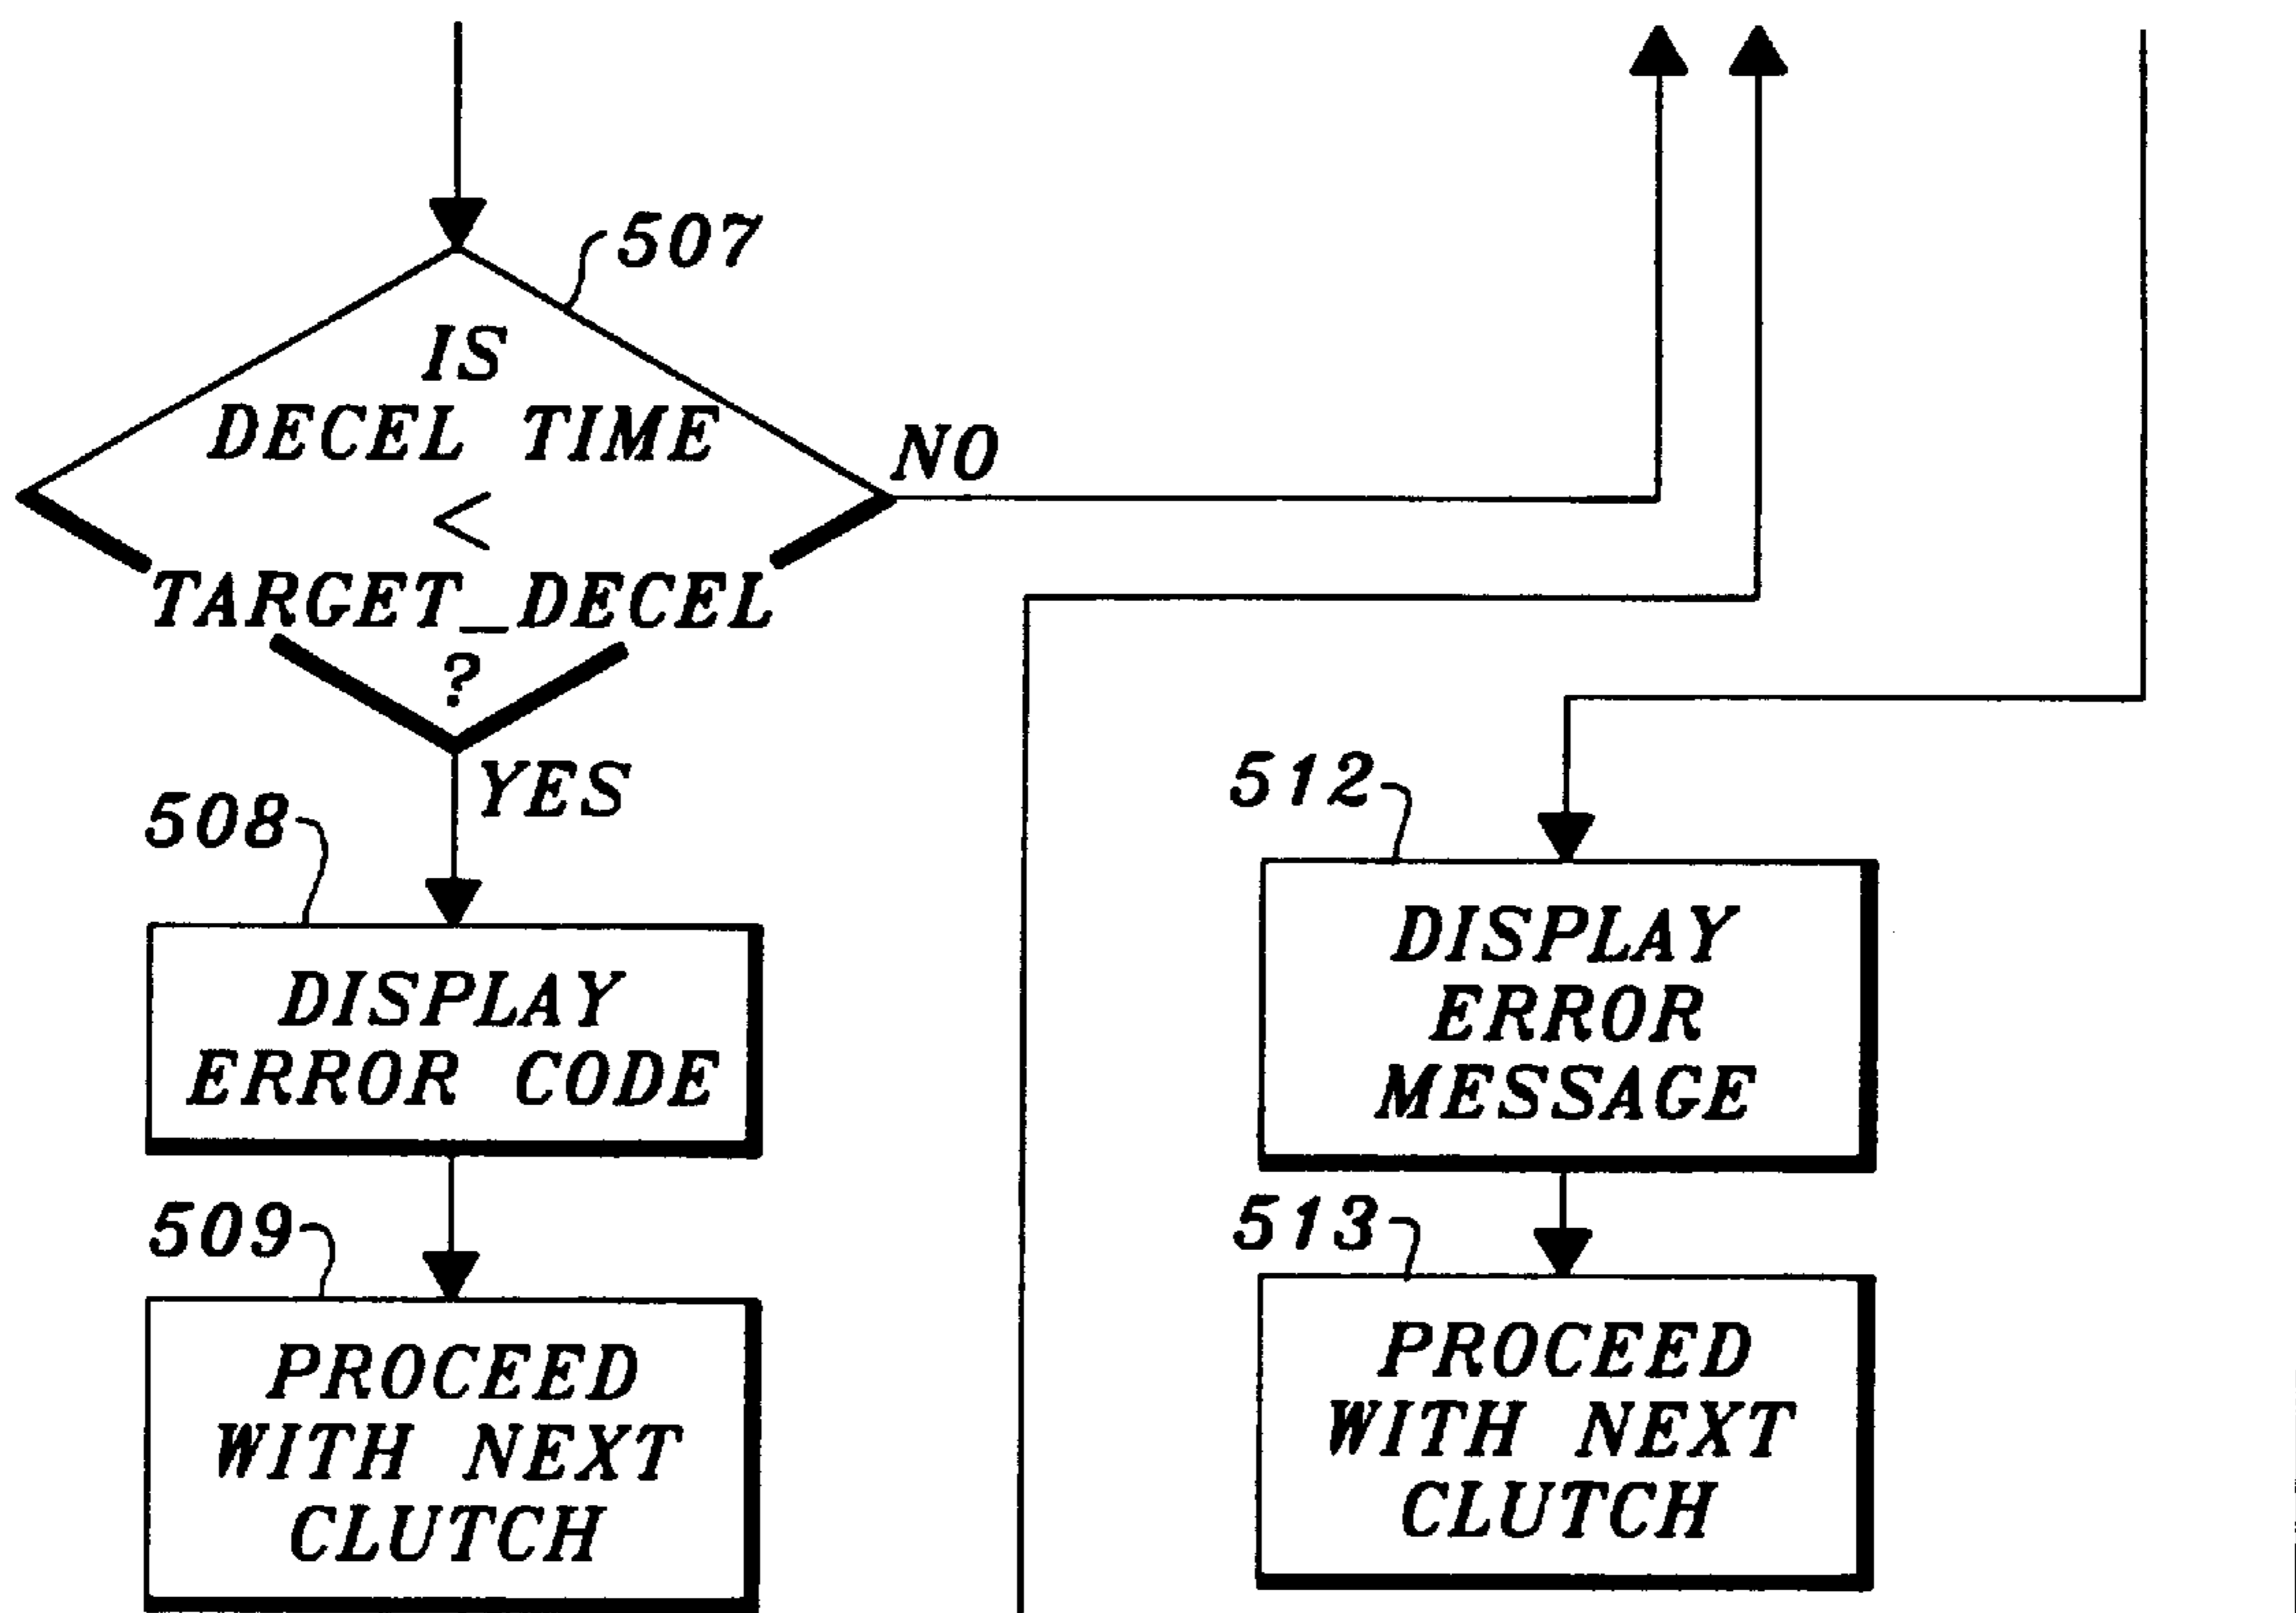 507
IS
DECEL TIME
<
TARGET_DECEL
?
NO
YES
508
DISPLAY
ERROR CODE
509
PROCEED
WITH NEXT
CLUTCH
512
DISPLAY
ERROR
MESSAGE
513
PROCEED
WITH NEXT
CLUTCH